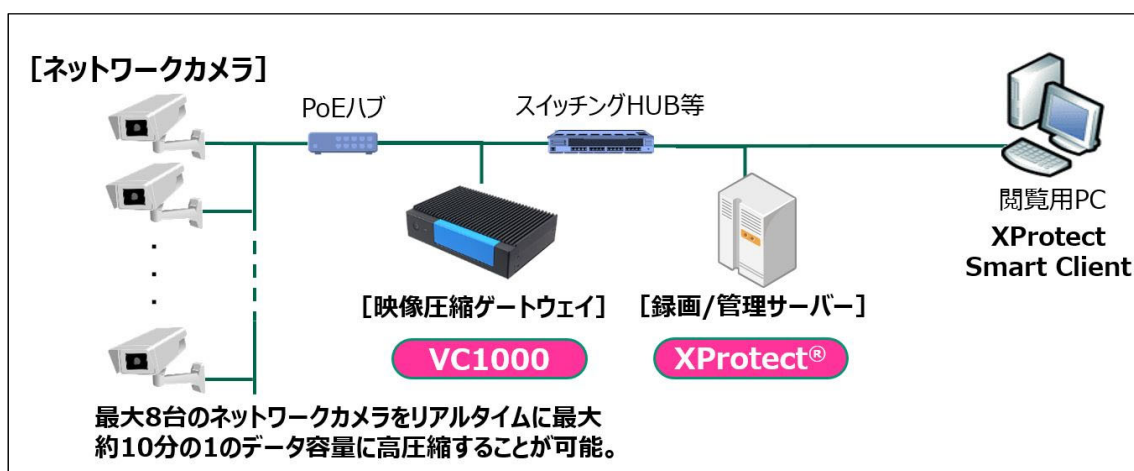 ［ネットワークカメラ］
PoEハブ
スイッチングHUB等
閲覧用PC
XProtect
Smart Client
［映像圧縮ゲートウェイ］
［録画/管理サーバー］
VC1000
XProtect®
最大8台のネットワークカメラをリアルタイムに最大
約10分の1のデータ容量に高圧縮することが可能。